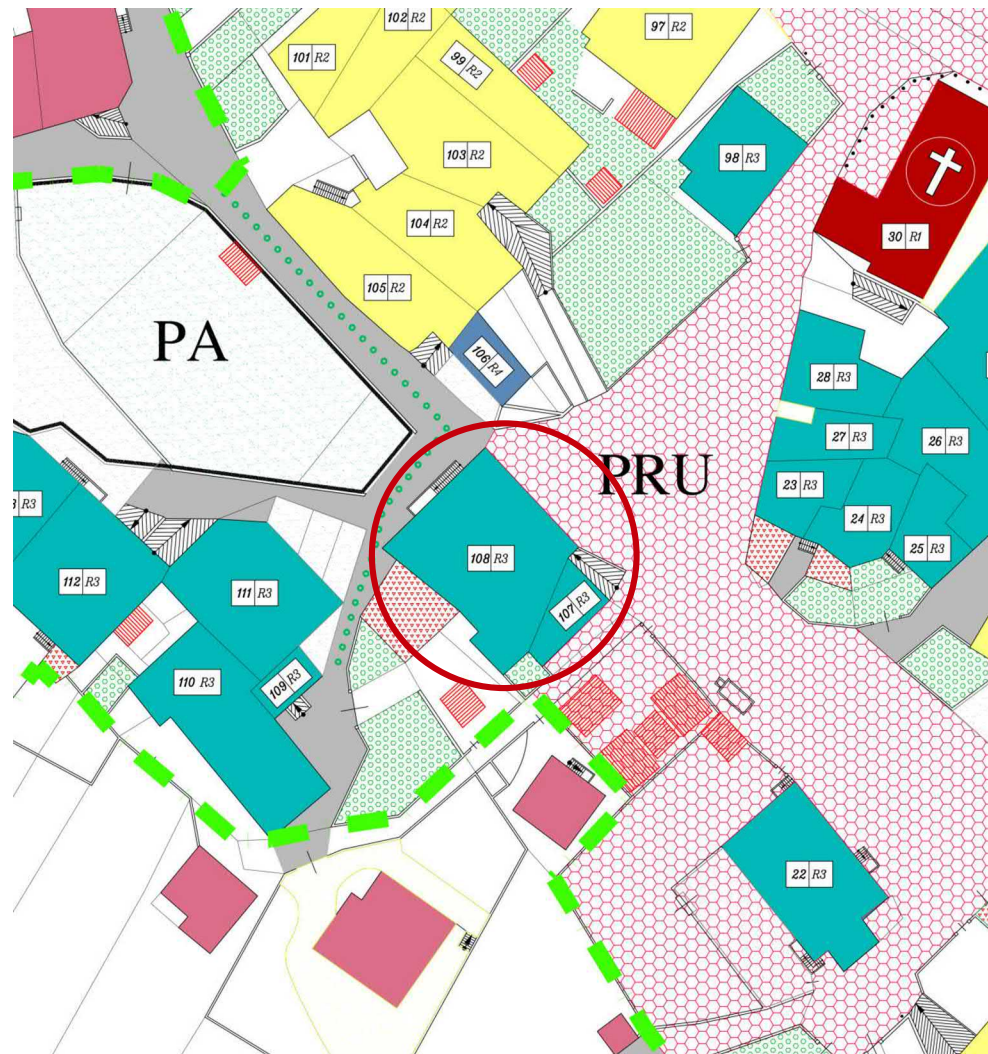 102 R2
97 R2
101 R2
99 R2
103 R2
98 R3
104 R2
30 R1
105 R2
PA
106 R4
28 R3
27 R3
26 R3
PRU
23 R3
24 R3
25 R3
108 R3
107 R3
112 R3
111 R3
110 R3
109 R3
22 R3